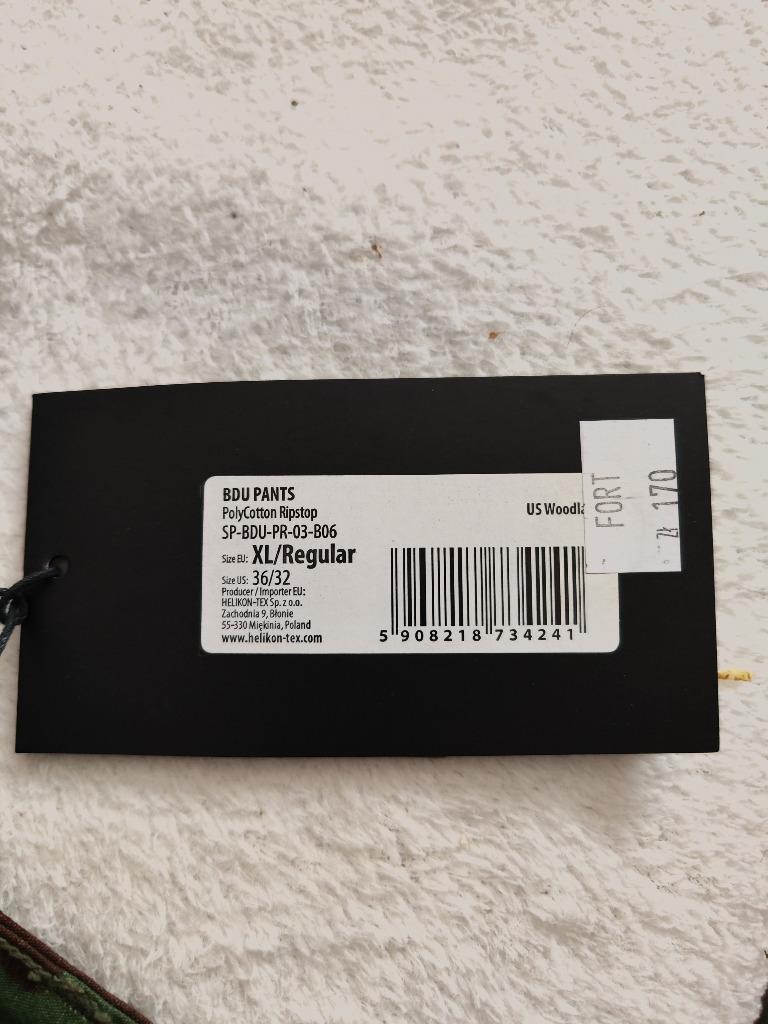 BDU PANTS
PolyCotton Ripstop
US Woodla
SP-BDU-PR-03-B06
Size EU: XL/Regular
Size US: 36/32
Producer / Importer EU:
HELIKON-TEX Sp. z o.o.
Zachodnia 9, Błonie
55-330 Miękinia, Poland
www.helikon-tex.com
5 908218 734241
FORT
zł 170